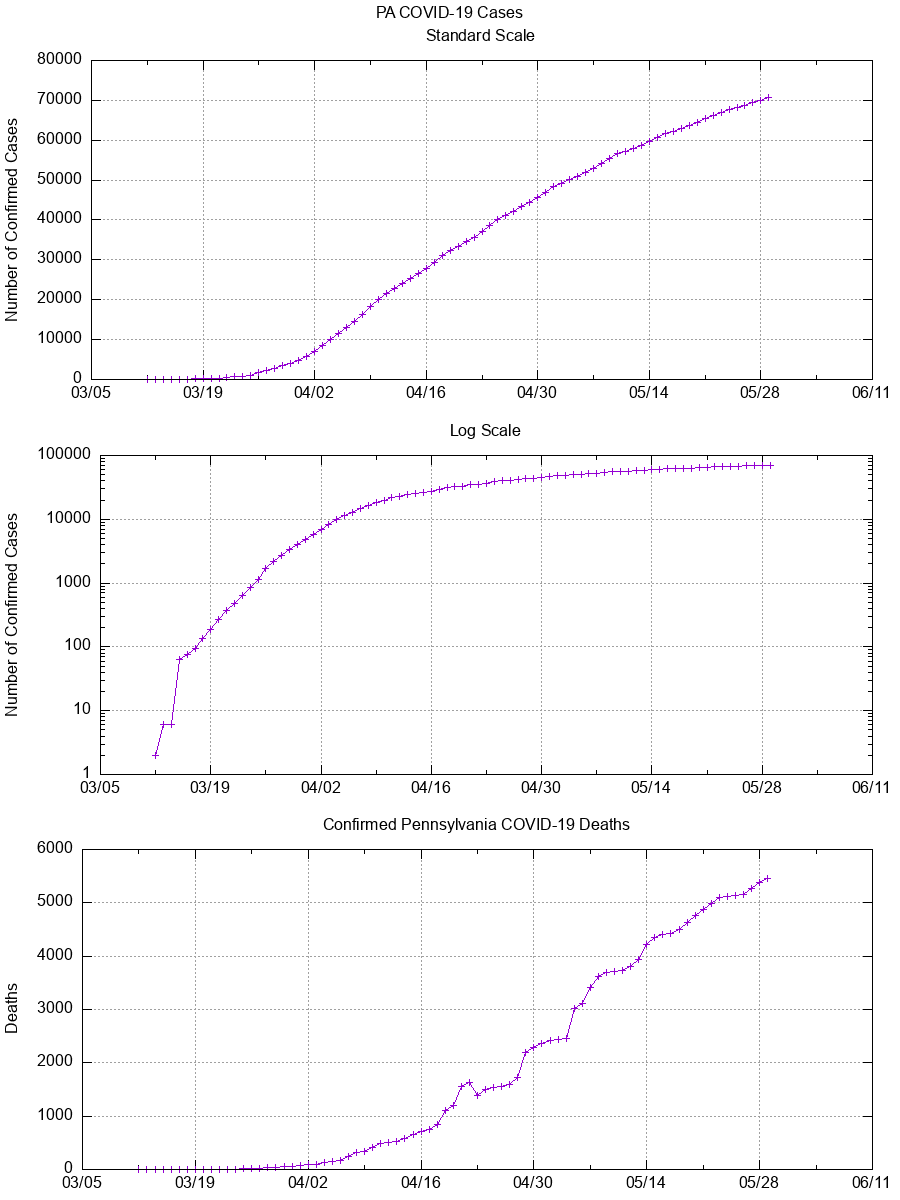 PA COVID-19 Cases
Standard Scale
80000
70000
60000
50000
40000
30000
20000
10000
0
Number of Confirmed Cases
03/05 03/19 04/02 04/16 04/30 05/14 05/28 06/11
Log Scale
100000
10000
1000
100
10
1
Number of Confirmed Cases
03/05 03/19 04/02 04/16 04/30 05/14 05/28 06/11
Confirmed Pennsylvania COVID-19 Deaths
6000
5000
4000
3000
2000
1000
0
Deaths
03/05 03/19 04/02 04/16 04/30 05/14 05/28 06/11